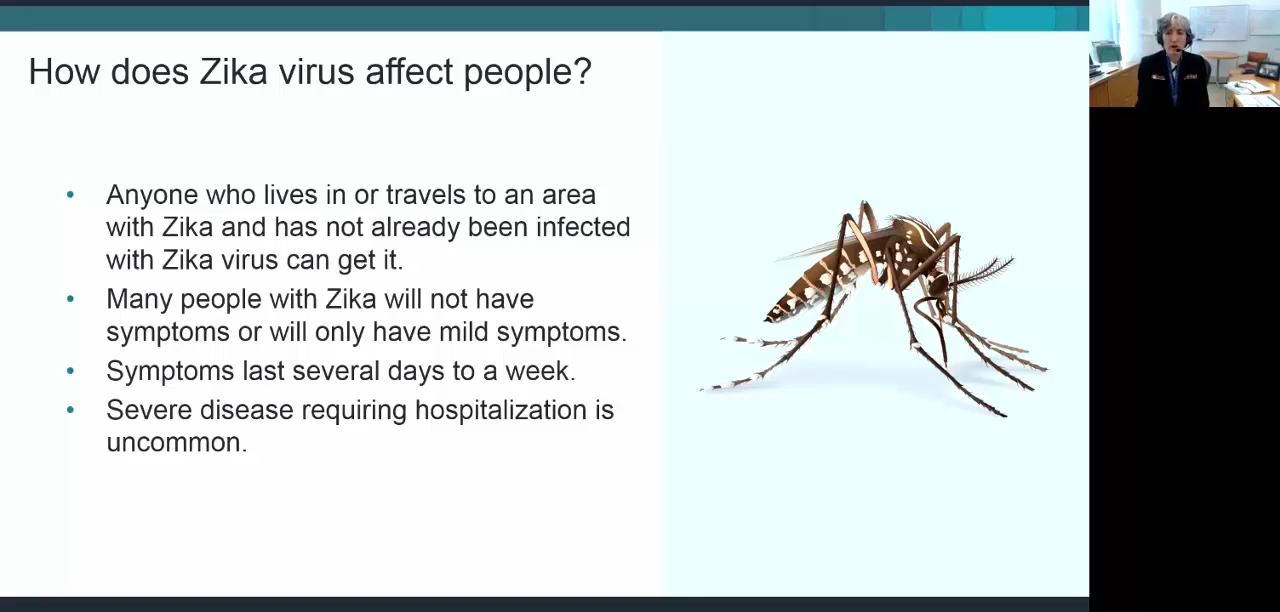 How does Zika virus affect people?
• Anyone who lives in or travels to an area
with Zika and has not already been infected
with Zika virus can get it.
• Many people with Zika will not have
symptoms or will only have mild symptoms.
• Symptoms last several days to a week.
• Severe disease requiring hospitalization is
uncommon.